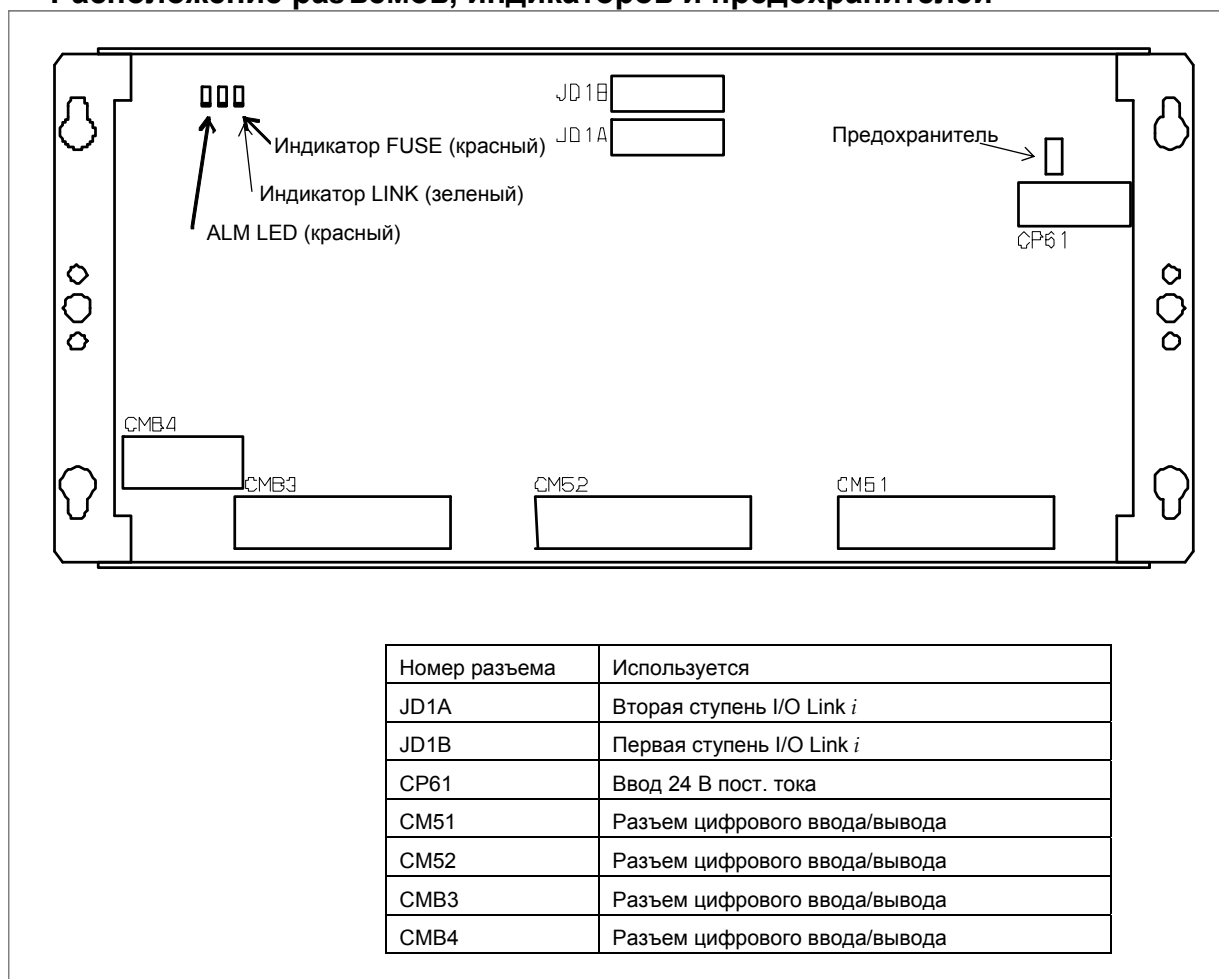 Расположение разъемов, индикаторов и предохранителей
JD1B
JD1A
Индикатор FUSE (красный)
Индикатор LINK (зеленый)
ALM LED (красный)
Предохранитель
CP61
CMB4
CMB3
CM52
CM51
Номер разъема Используется
JD1A Вторая ступень I/O Link i
JD1B Первая ступень I/O Link i
CP61 Ввод 24 В пост. тока
CM51 Разъем цифрового ввода/вывода
CM52 Разъем цифрового ввода/вывода
CMB3 Разъем цифрового ввода/вывода
CMB4 Разъем цифрового ввода/вывода